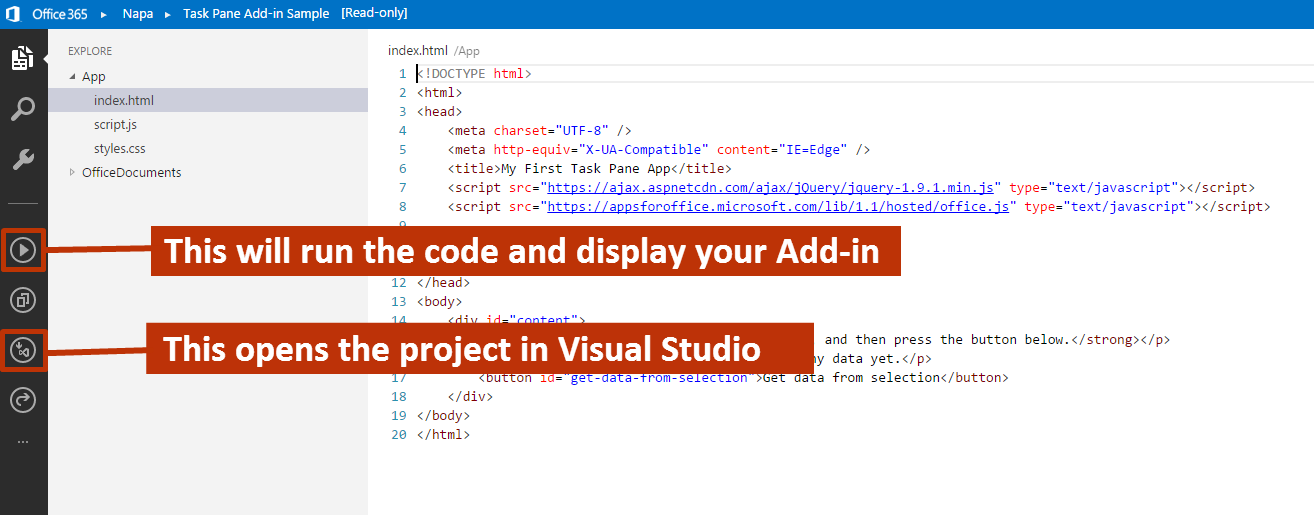 Office 365 ▸ Napa ▸ Task Pane Add-in Sample [Read-only]
EXPLORE
App
index.html
script.js
styles.css
OfficeDocuments
index.html /App
1 <!DOCTYPE html>
2 <html>
3 <head>
4 <meta charset="UTF-8" />
5 <meta http-equiv="X-UA-Compatible" content="IE=Edge" />
6 <title>My First Task Pane App</title>
7 <script src="https://ajax.aspnetcdn.com/ajax/jQuery/jquery-1.9.1.min.js" type="text/javascript"></script>
8 <script src="https://appsforoffice.microsoft.com/lib/1.1/hosted/office.js" type="text/javascript"></script>
This will run the code and display your Add-in
12 </head>
13 <body>
14 <div id="content">
This opens the project in Visual Studio
and then press the button below.</strong></p>
data yet.</p>
17 <button id="get-data-from-selection">Get data from selection</button>
18 </div>
19 </body>
20 </html>
...